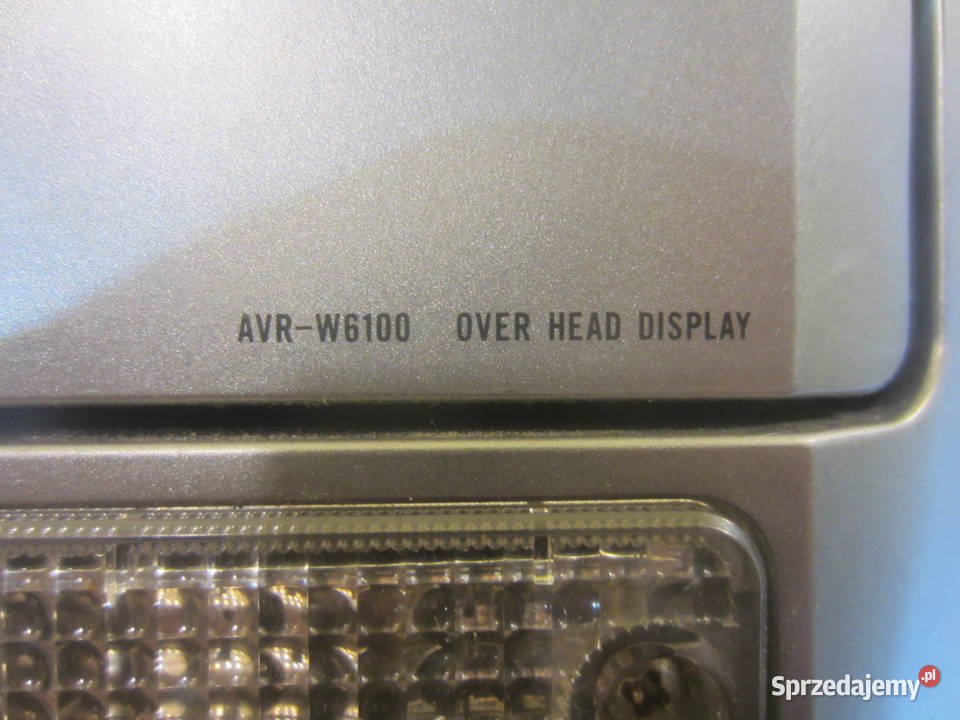 AVR-W6100 OVER HEAD DISPLAY
Sprzedajemy.pl